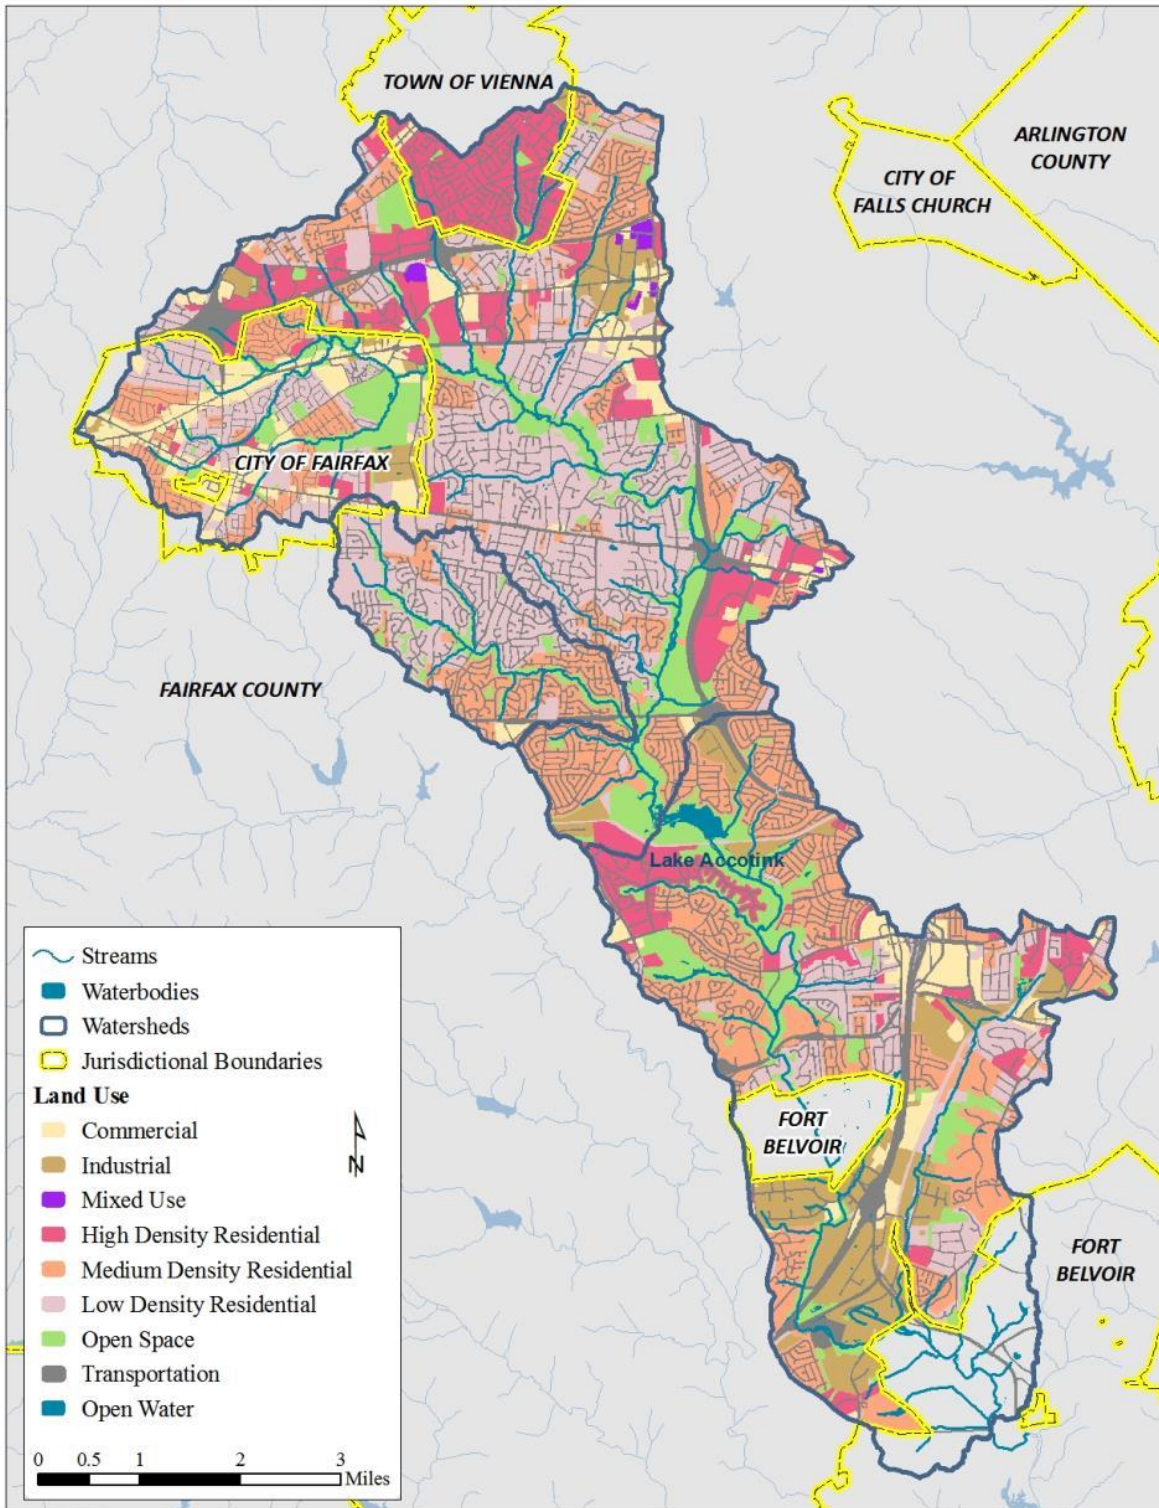 TOWN OF VIENNA
ARLINGTON
COUNTY
CITY OF
FALLS CHURCH
CITY OF FAIRFAX
FAIRFAX COUNTY
Lake Accotink
FORT
BELVOIR
FORT
BELVOIR
Streams
Waterbodies
Watersheds
Jurisdictional Boundaries
Land Use
Commercial
Industrial
Mixed Use
High Density Residential
Medium Density Residential
Low Density Residential
Open Space
Transportation
Open Water
N
0 0.5 1 2 3
Miles